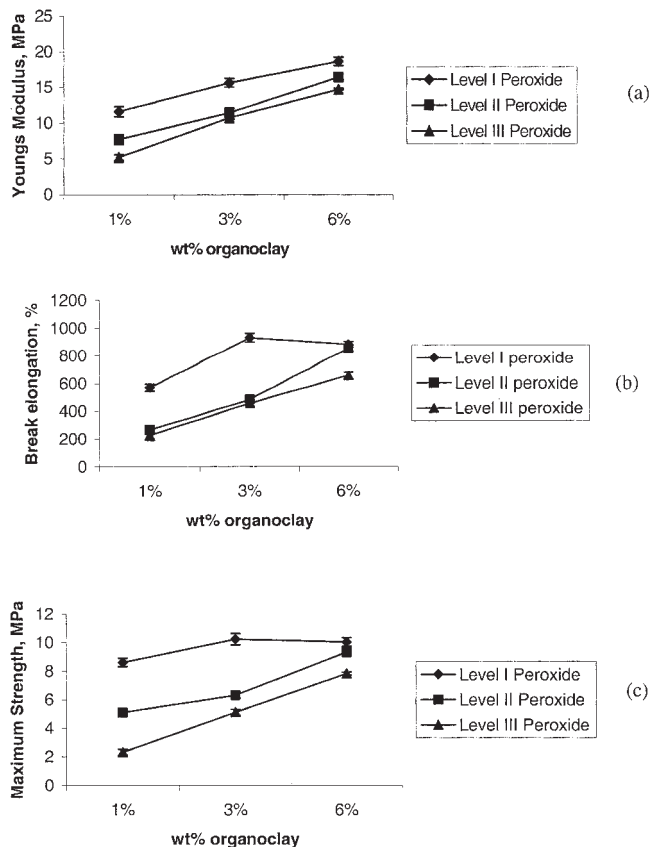 Youngs Modulus, MPa
25
20
15
10
5
0
1% 3% 6%
wt% organoclay
Level I Peroxide
Level II Peroxide
Level III Peroxide
(a)
Break elongation, %
1200
1000
800
600
400
200
0
1% 3% 6%
wt% organoclay
Level I peroxide
Level II peroxide
Level III peroxide
(b)
Maximum Strength, MPa
12
10
8
6
4
2
0
1% 3% 6%
wt% organoclay
Level I Peroxide
Level II Peroxide
Level III Peroxide
(c)